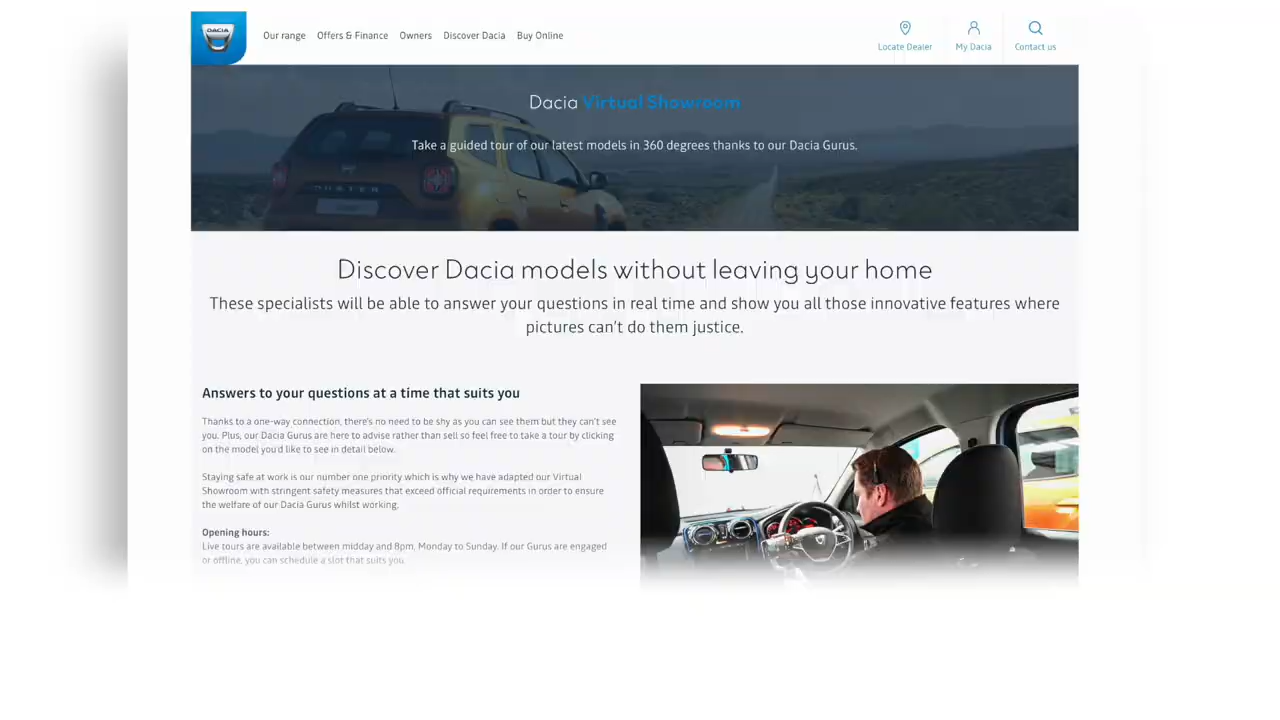 DACIA
Our range
Offers & Finance
Owners
Discover Dacia
Buy Online
Locate Dealer
My Dacia
Contact us
Dacia Virtual Showroom
Take a guided tour of our latest models in 360 degrees thanks to our Dacia Gurus.
DUSTER
Discover Dacia models without leaving your home
These specialists will be able to answer your questions in real time and show you all those innovative features where
pictures can't do them justice.
Answers to your questions at a time that suits you
Thanks to a one-way connection, there's no need to be shy as you can see them but they can't see
you. Plus, our Dacia Gurus are here to advise rather than sell so feel free to take a tour by clicking
on the model you'd like to see in detail below.
Staying safe at work is our number one priority which is why we have adapted our Virtual
Showroom with stringent safety measures that exceed official requirements in order to ensure
the welfare of our Dacia Gurus whilst working.
Opening hours:
Live tours are available between midday and 8pm, Monday to Sunday. If our Gurus are engaged
or offline, you can schedule a slot that suits you.